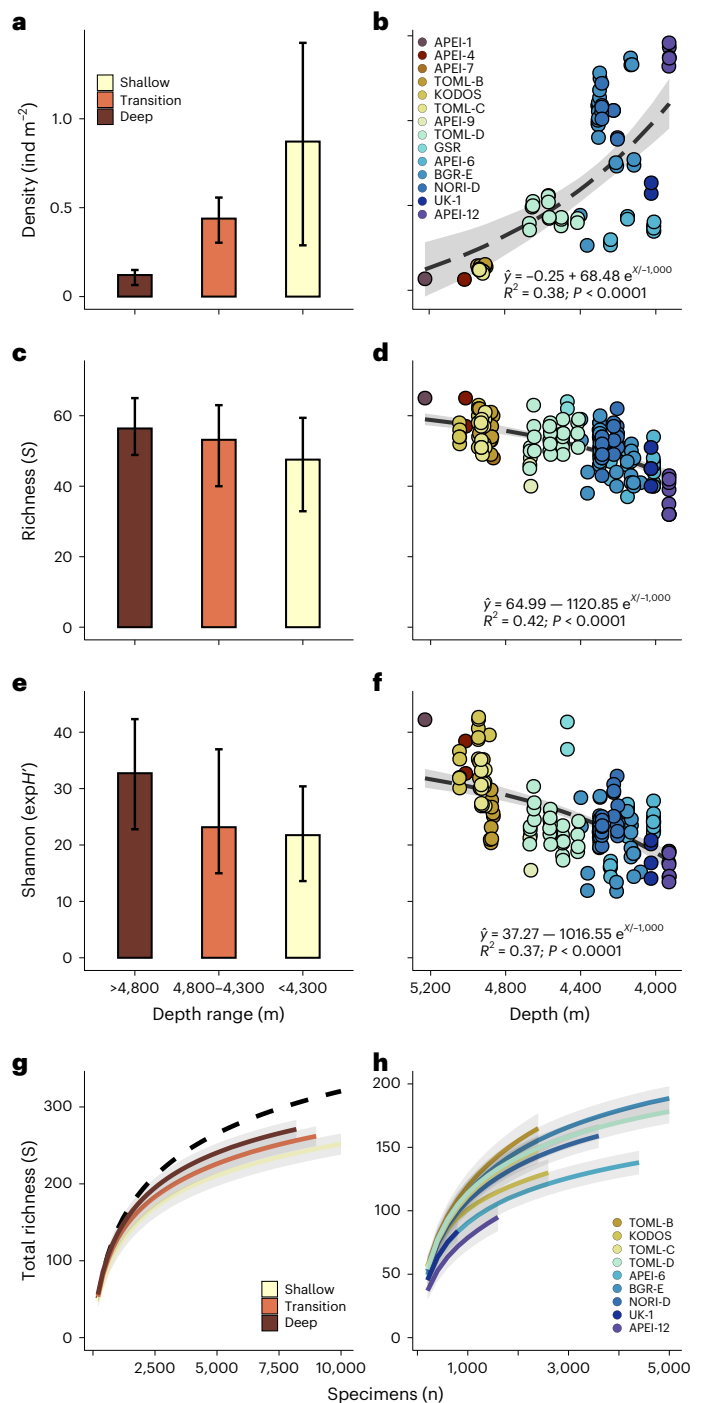 a
b
Density (ind m⁻²)
1.0
0.5
0
Shallow
Transition
Deep
APEI-1
APEI-4
APEI-7
TOML-B
KODOS
TOML-C
APEI-9
TOML-D
GSR
APEI-6
BGR-E
NORI-D
UK-1
APEI-12
ŷ = −0.25 + 68.48 e^X/−1,000
R² = 0.38; P < 0.0001
c
d
Richness (S)
60
40
20
0
ŷ = 64.99 — 1120.85 e^X/−1,000
R² = 0.42; P < 0.0001
e
f
Shannon (expH′)
40
30
20
10
0
>4,800 4,800–4,300 <4,300
Depth range (m)
ŷ = 37.27 — 1016.55 e^X/−1,000
R² = 0.37; P < 0.0001
5,200 4,800 4,400 4,000
Depth (m)
g
h
Total richness (S)
300
200
100
0
Shallow
Transition
Deep
2,500 5,000 7,500 10,000
200
150
100
50
0
TOML-B
KODOS
TOML-C
TOML-D
APEI-6
BGR-E
NORI-D
UK-1
APEI-12
1,000 3,000 5,000
Specimens (n)